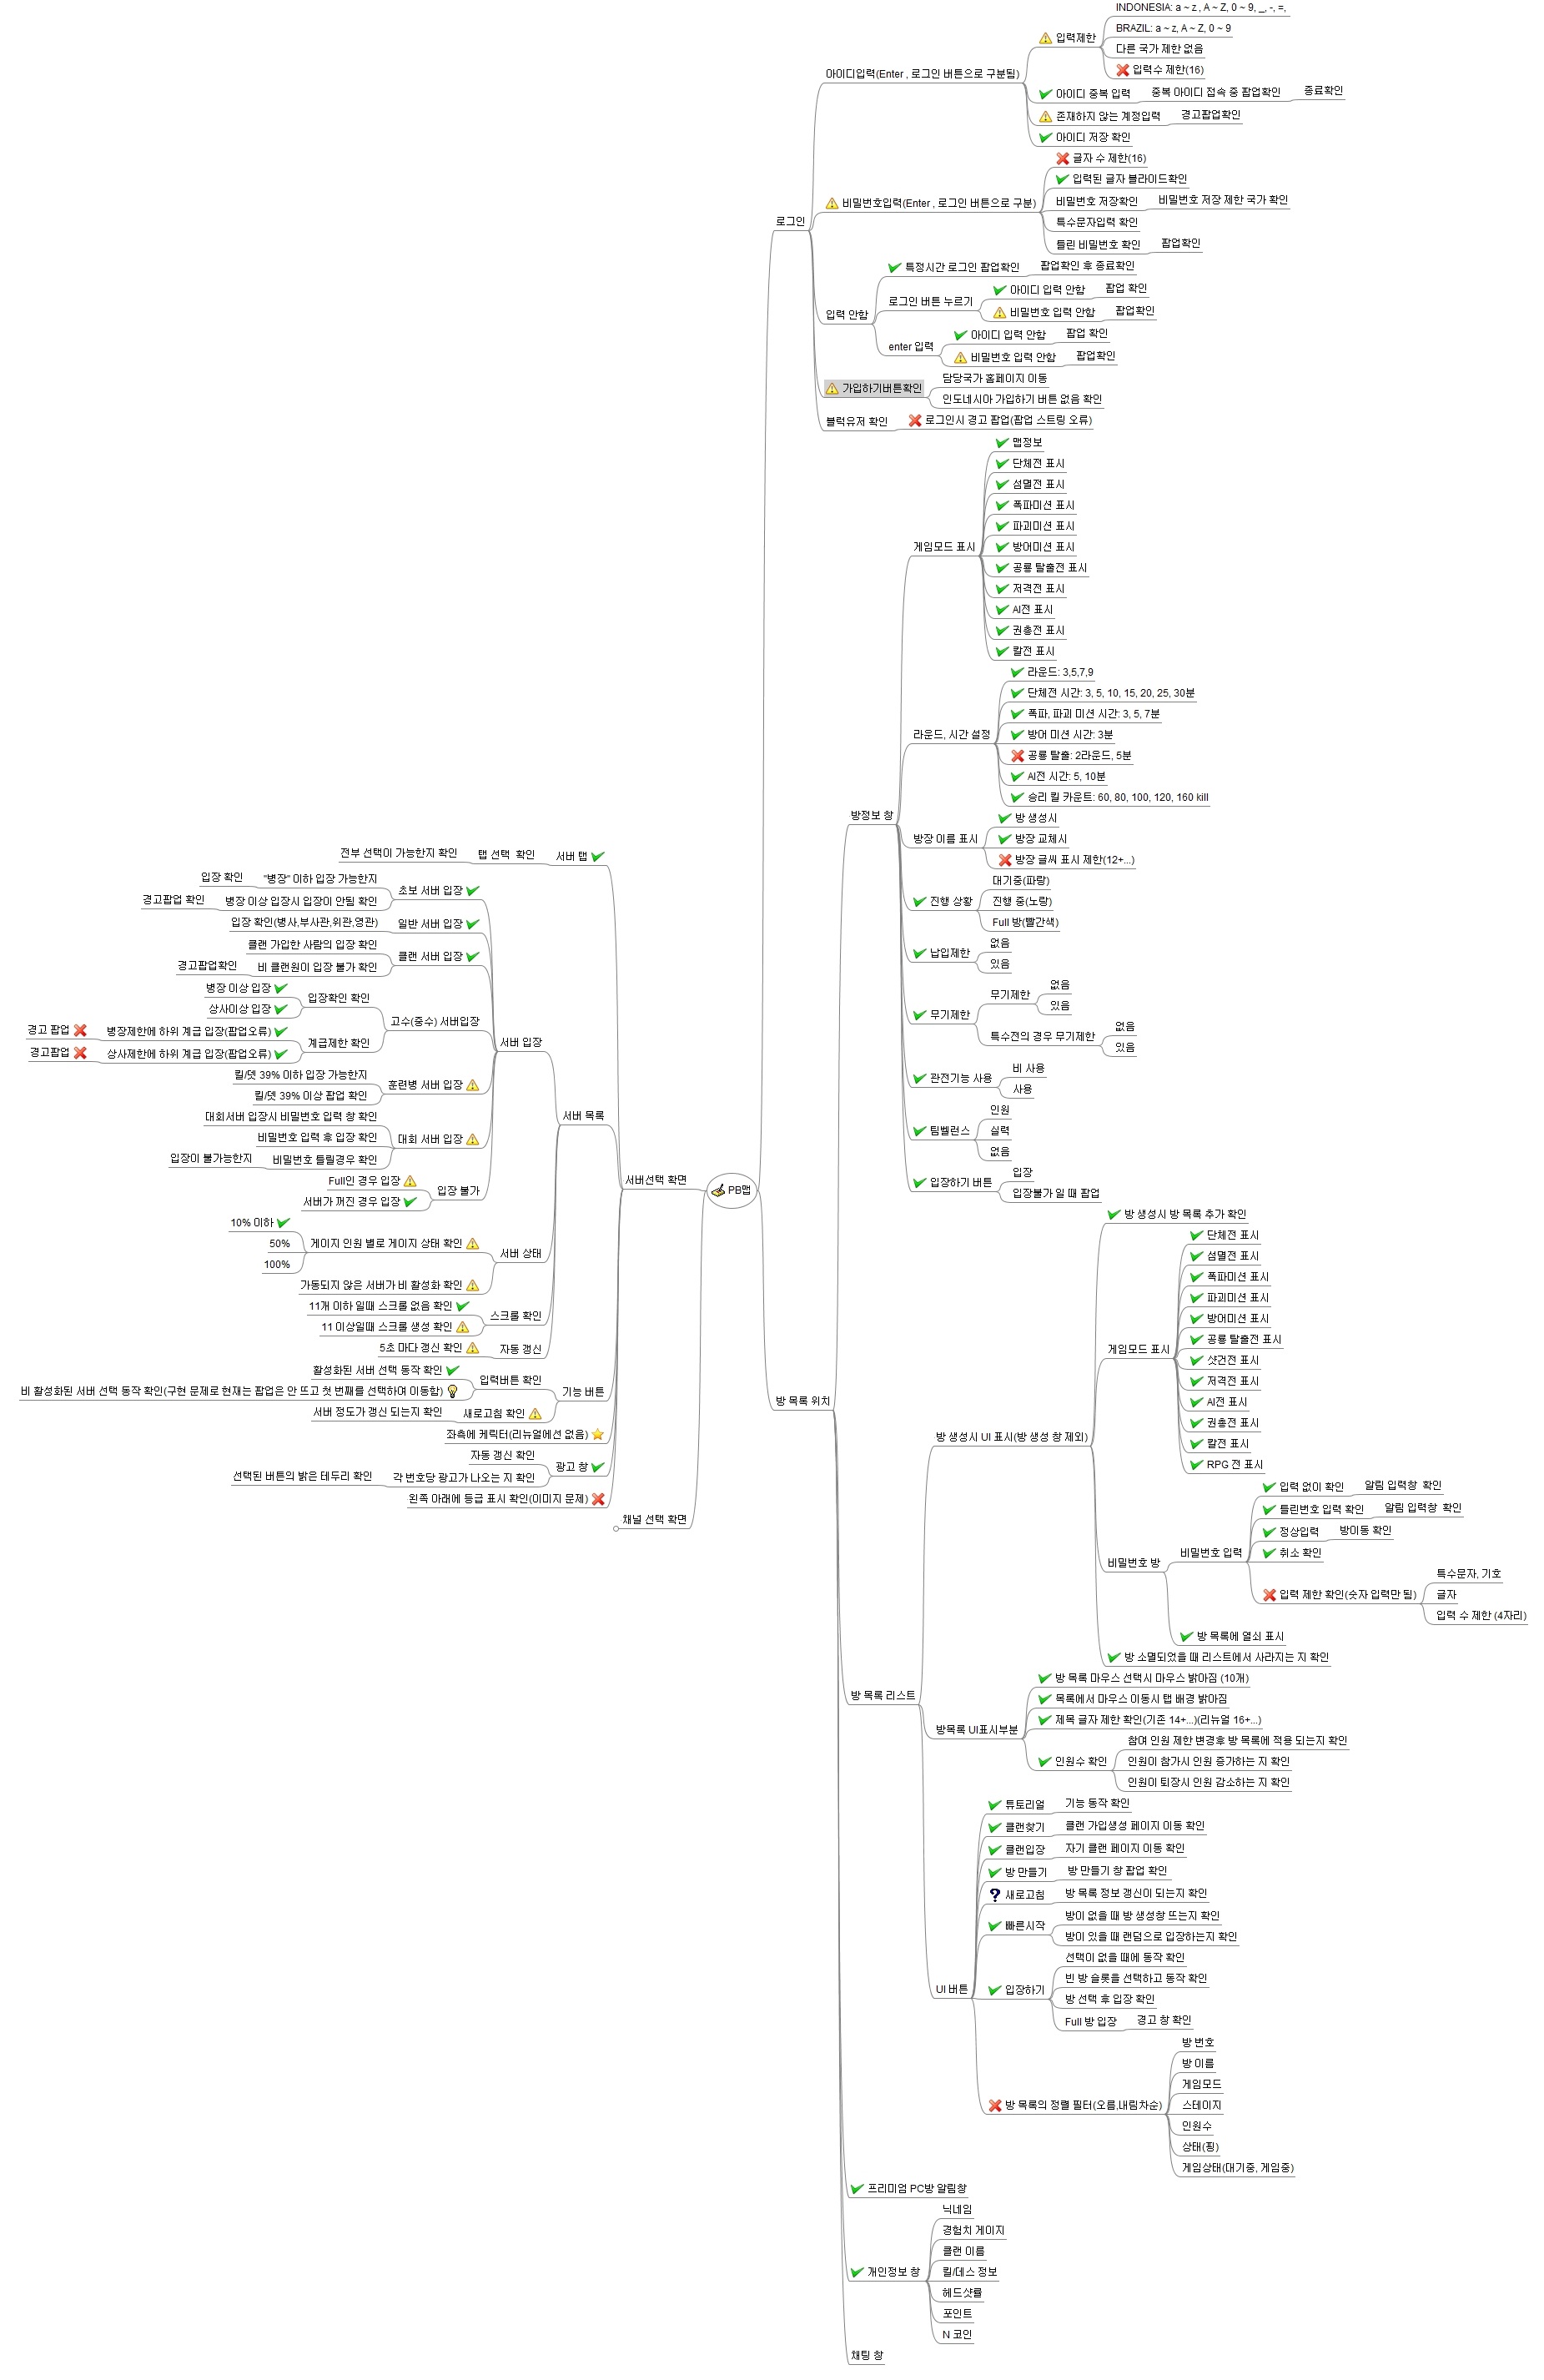 PB맵
로그인
아이디입력(Enter , 로그인 버튼으로 구분됨)
입력제한
INDONESIA: a ~ z , A ~ Z, 0 ~ 9, _, -, =,
BRAZIL: a ~ z, A ~ Z, 0 ~ 9
다른 국가 제한 없음
입력수 제한(16)
아이디 중복 입력
중복 아이디 접속 중 팝업확인
종료확인
존재하지 않는 계정입력
경고팝업확인
아이디 저장 확인
비밀번호입력(Enter , 로그인 버튼으로 구분)
글자 수 제한(16)
입력된 글자 블라이드확인
비밀번호 저장확인
비밀번호 저장 제한 국가 확인
특수문자입력 확인
틀린 비밀번호 확인
팝업확인
입력 안함
특정시간 로그인 팝업확인
팝업확인 후 종료확인
로그인 버튼 누르기
아이디 입력 안함
팝업 확인
비밀번호 입력 안함
팝업확인
enter 입력
아이디 입력 안함
팝업 확인
비밀번호 입력 안함
팝업확인
가입하기버튼확인
담당국가 홈페이지 이동
인도네시아 가입하기 버튼 없음 확인
블럭유저 확인
로그인시 경고 팝업(팝업 스트링 오류)
방 목록 위치
방정보 창
게임모드 표시
맵정보
단체전 표시
섬멸전 표시
폭파미션 표시
파괴미션 표시
방어미션 표시
공룡 탈출전 표시
저격전 표시
AI전 표시
권총전 표시
칼전 표시
라운드, 시간 설정
라운드: 3,5,7,9
단체전 시간: 3, 5, 10, 15, 20, 25, 30분
폭파, 파괴 미션 시간: 3, 5, 7분
방어 미션 시간: 3분
공룡 탈출: 2라운드, 5분
AI전 시간: 5, 10분
승리 킬 카운트: 60, 80, 100, 120, 160 kill
방장 이름 표시
방 생성시
방장 교체시
방장 글씨 표시 제한(12+...)
진행 상황
대기중(파랑)
진행 중(노랑)
Full 방(빨간색)
납입제한
없음
있음
무기제한
무기제한
없음
있음
특수전의 경우 무기제한
없음
있음
관전기능 사용
비 사용
사용
팀벨런스
인원
실력
없음
입장하기 버튼
입장
입장불가 일 때 팝업
방 목록 리스트
방 생성시 UI 표시(방 생성 창 제외)
방 생성시 방 목록 추가 확인
게임모드 표시
단체전 표시
섬멸전 표시
폭파미션 표시
파괴미션 표시
방어미션 표시
공룡 탈출전 표시
샷건전 표시
저격전 표시
AI전 표시
권총전 표시
칼전 표시
RPG 전 표시
비밀번호 방
비밀번호 입력
입력 없이 확인
알림 입력창 확인
틀린번호 입력 확인
알림 입력창 확인
정상입력
방이동 확인
취소 확인
입력 제한 확인(숫자 입력만 됨)
특수문자, 기호
글자
입력 수 제한 (4자리)
방 목록에 열쇠 표시
방 소멸되었을 때 리스트에서 사라지는 지 확인
방목록 UI표시부분
방 목록 마우스 선택시 마우스 밝아짐 (10개)
목록에서 마우스 이동시 탭 배경 밝아짐
제목 글자 제한 확인(기존 14+...)(리뉴얼 16+...)
인원수 확인
참여 인원 제한 변경후 방 목록에 적용 되는지 확인
인원이 참가시 인원 증가하는 지 확인
인원이 퇴장시 인원 감소하는 지 확인
UI 버튼
튜토리얼
기능 동작 확인
클랜찾기
클랜 가입생성 페이지 이동 확인
클랜입장
자기 클랜 페이지 이동 확인
방 만들기
방 만들기 창 팝업 확인
새로고침
방 목록 정보 갱신이 되는지 확인
빠른시작
방이 없을 때 방 생성창 뜨는지 확인
방이 있을 때 랜덤으로 입장하는지 확인
입장하기
선택이 없을 때에 동작 확인
빈 방 슬롯을 선택하고 동작 확인
방 선택 후 입장 확인
Full 방 입장
경고 창 확인
방 목록의 정렬 필터(오름,내림차순)
방 번호
방 이름
게임모드
스테이지
인원수
상태(핑)
게임상태(대기중, 게임중)
프리미엄 PC방 알림창
개인정보 창
닉네임
경험치 게이지
클랜 이름
킬/데스 정보
헤드샷률
포인트
N 코인
채팅 창
서버선택 확면
서버 탭
탭 선택 확인
전부 선택이 가능한지 확인
서버 목록
서버 입장
초보 서버 입장
"병장" 이하 입장 가능한지
입장 확인
병장 이상 입장시 입장이 안됨 확인
경고팝업 확인
일반 서버 입장
입장 확인(병사,부사관,위관,영관)
클랜 서버 입장
클랜 가입한 사람의 입장 확인
비 클랜원이 입장 불가 확인
경고팝업확인
고수(중수) 서버입장
입장확인 확인
병장 이상 입장
상사이상 입장
계급제한 확인
병장제한에 하위 계급 입장(팝업오류)
경고 팝업
상사제한에 하위 계급 입장(팝업오류)
경고팝업
훈련병 서버 입장
킬/뎃 39% 이하 입장 가능한지
킬/뎃 39% 이상 팝업 확인
대회 서버 입장
대회서버 입장시 비밀번호 입력 창 확인
비밀번호 입력 후 입장 확인
비밀번호 틀릴경우 확인
입장이 불가능한지
입장 불가
Full인 경우 입장
서버가 꺼진 경우 입장
서버 상태
게이지 인원 별로 게이지 상태 확인
10% 이하
50%
100%
가동되지 않은 서버가 비 활성화 확인
스크롤 확인
11개 이하 일때 스크롤 없음 확인
11 이상일때 스크롤 생성 확인
자동 갱신
5초 마다 갱신 확인
기능 버튼
입력버튼 확인
활성화된 서버 선택 동작 확인
비 활성화된 서버 선택 동작 확인(구현 문제로 현재는 팝업은 안 뜨고 첫 번째를 선택하여 이동함)
새로고침 확인
서버 정도가 갱신 되는지 확인
좌측에 케릭터(리뉴얼에선 없음)
광고 창
자동 갱신 확인
각 번호당 광고가 나오는 지 확인
선택된 버튼의 밝은 테두리 확인
왼쪽 아래에 등급 표시 확인(이미지 문제)
채널 선택 확면